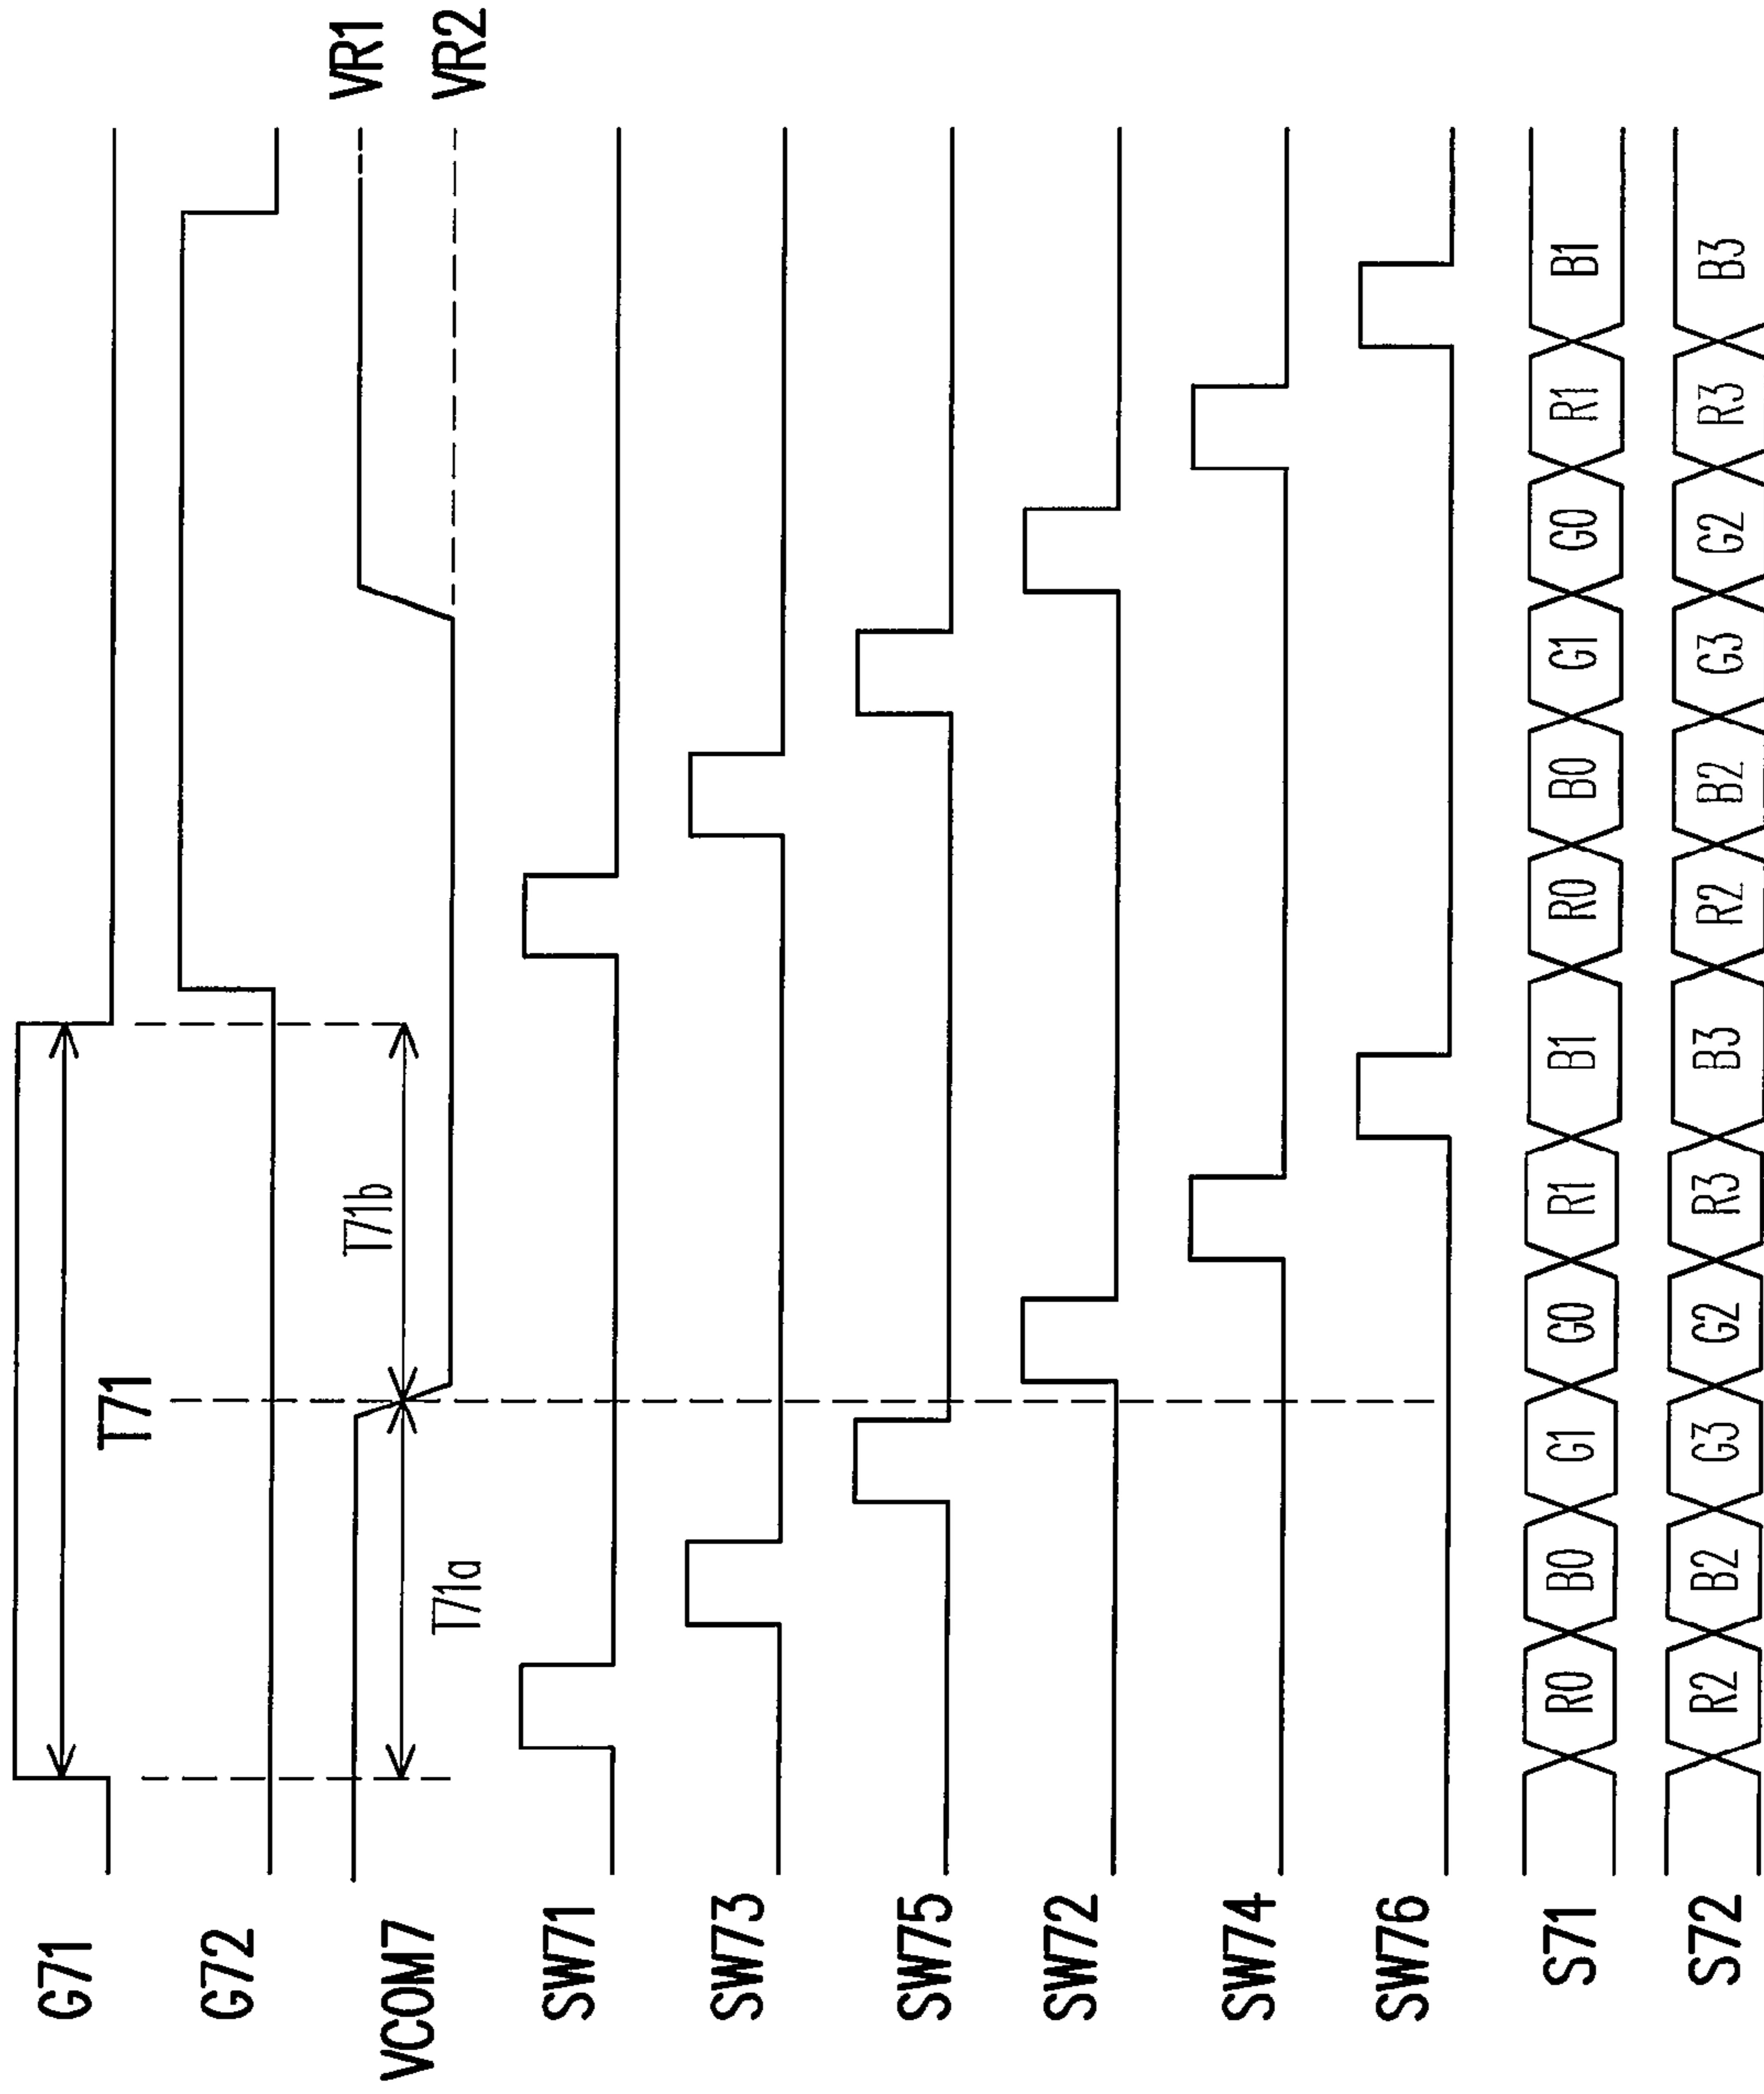 G71
T71
G72
VCOM7
T71a
T71b
VR1
VR2
SW71
SW73
SW75
SW72
SW74
SW76
S71 R0 B0 G1 G0 R1 B1 R0 B0 G1 G0 R1 B1
S72 R2 B2 G3 G2 R3 B3 R2 B2 G3 G2 R3 B3